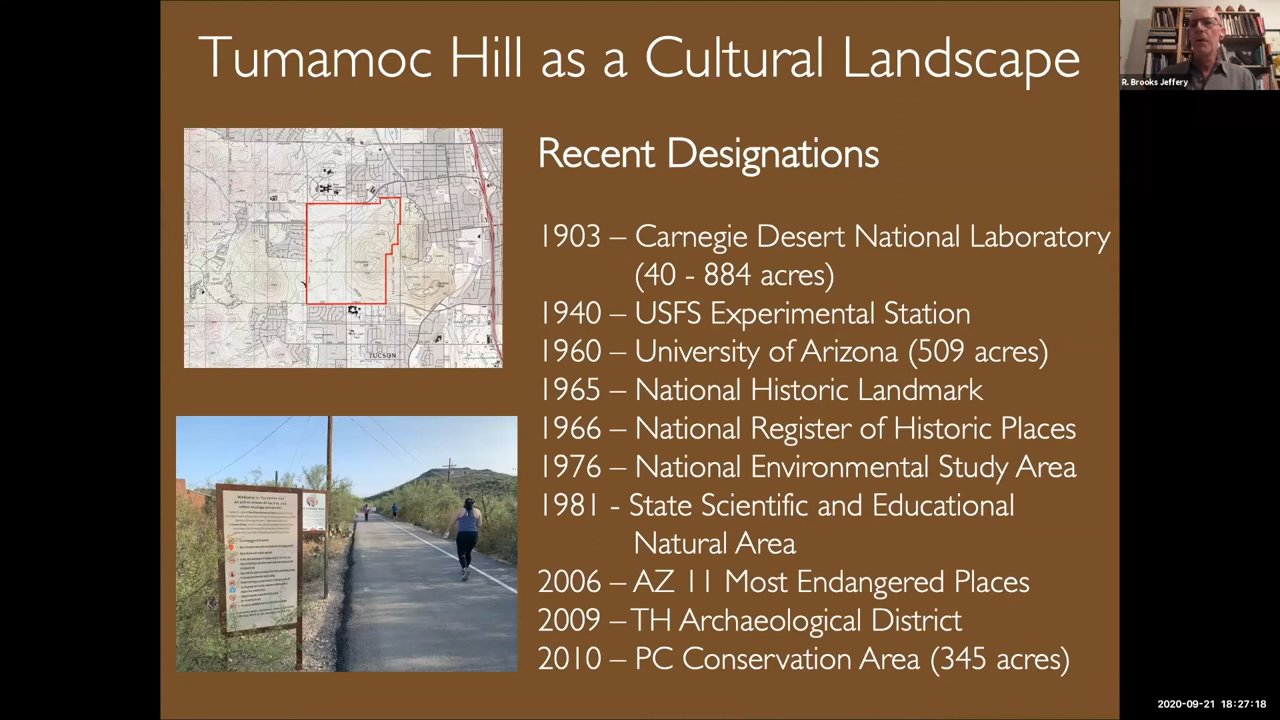 Tumamoc Hill as a Cultural Landscape
R. Brooks Jeffery
TUCSON
Recent Designations
1903 – Carnegie Desert National Laboratory
(40 - 884 acres)
1940 – USFS Experimental Station
1960 – University of Arizona (509 acres)
1965 – National Historic Landmark
1966 – National Register of Historic Places
1976 – National Environmental Study Area
1981 - State Scientific and Educational
Natural Area
2006 – AZ 11 Most Endangered Places
2009 – TH Archaeological District
2010 – PC Conservation Area (345 acres)
2020-09-21 18:27:18